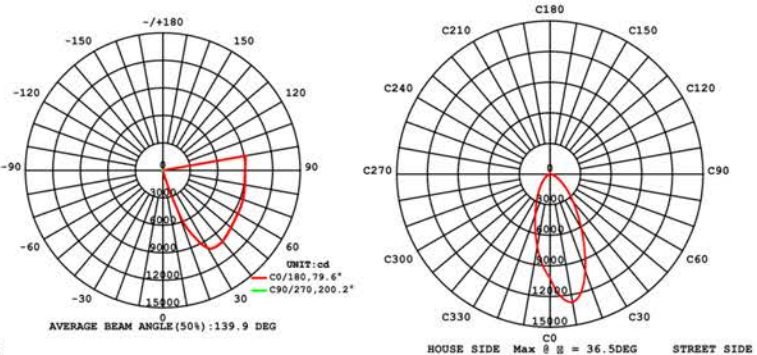 -/+180
-150
150
-120
120
-90
90
-60
60
-30
30
0
0
3000
6000
9000
12000
15000
UNIT:cd
C0/180,79.6°
C90/270,200.2°
AVERAGE BEAM ANGLE(50%):139.9 DEG
C180
C210
C150
C240
C120
C270
C90
C300
C60
C330
C30
C0
0
3000
6000
9000
12000
15000
HOUSE SIDE Max @ = 36.5DEG STREET SIDE